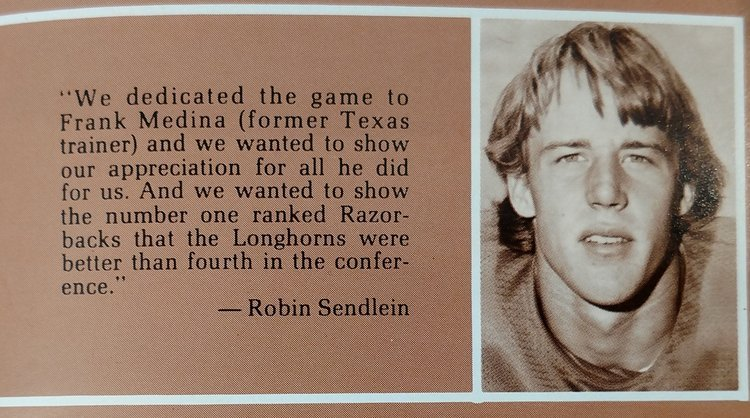 "We dedicated the game to
Frank Medina (former Texas
trainer) and we wanted to show
our appreciation for all he did
for us. And we wanted to show
the number one ranked Razor-
backs that the Longhorns were
better than fourth in the confer-
ence."
— Robin Sendlein